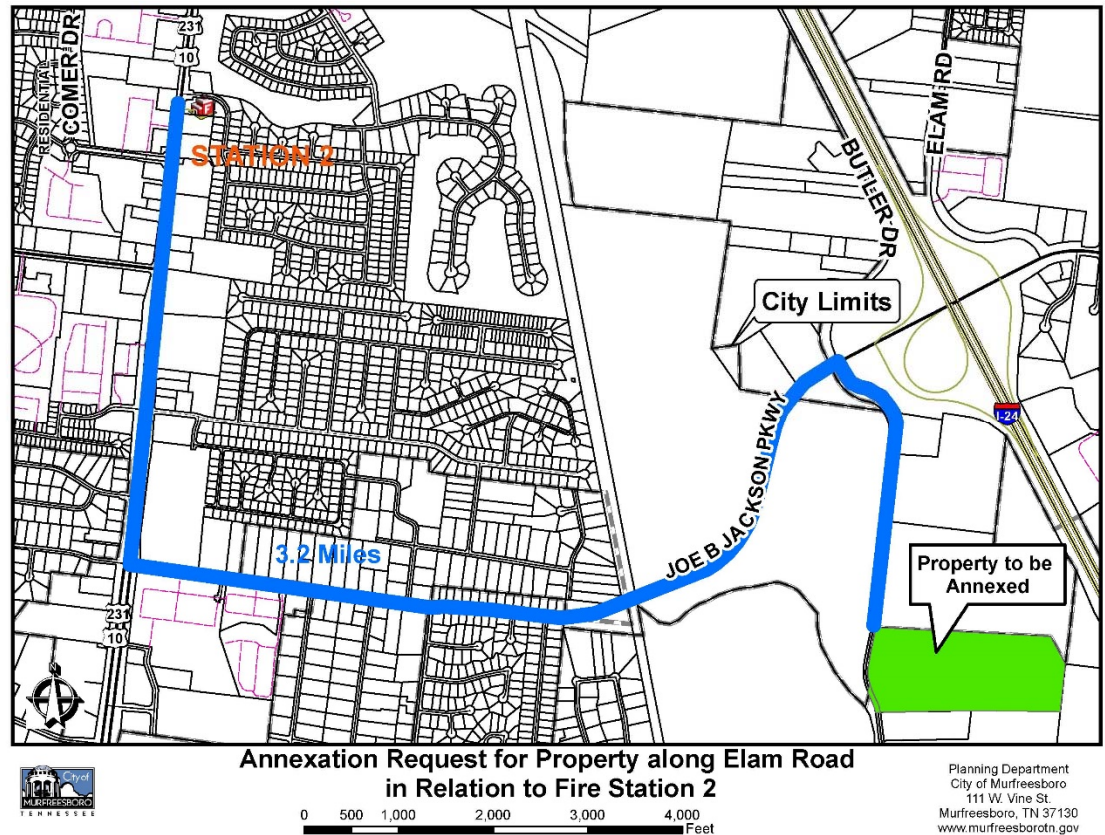 231
10
RESIDENTIAL
COMER DR
F
STATION 2
ELAM RD
BUTLER DR
City Limits
I-24
JOE B JACKSON PKWY
3.2 Miles
Property to be
Annexed
231
10
Annexation Request for Property along Elam Road
in Relation to Fire Station 2
City of
MURFREESBORO
TENNESSEE
0 500 1,000 2,000 3,000 4,000
Feet
Planning Department
City of Murfreesboro
111 W. Vine St.
Murfreesboro, TN 37130
www.murfreesborotn.gov